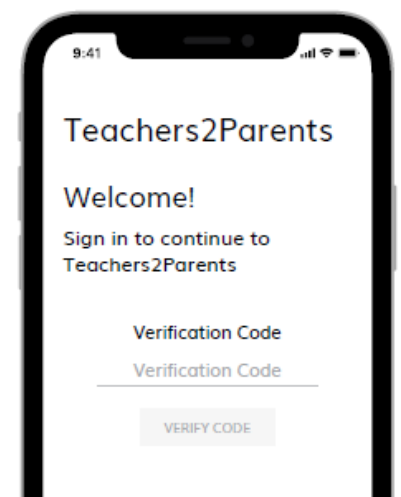 9:41
Teachers2Parents
Welcome!
Sign in to continue to
Teachers2Parents
Verification Code
Verification Code
VERIFY CODE